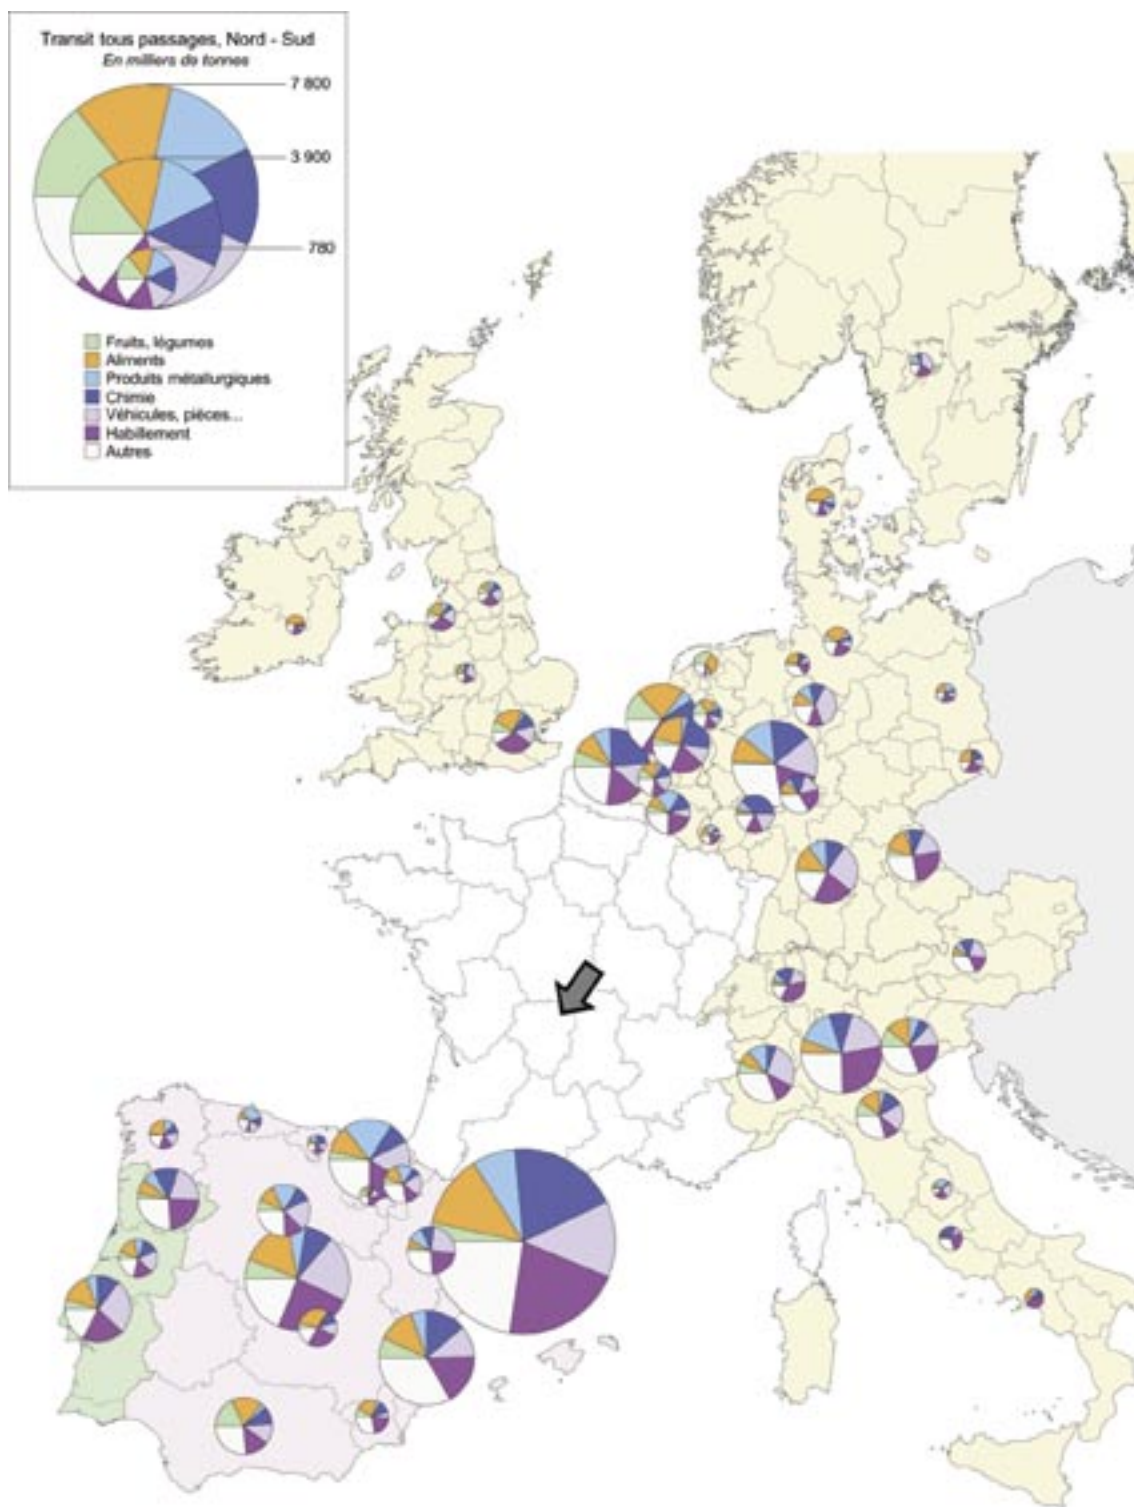 Transit tous passages, Nord - Sud
En milliers de tonnes
7 800
3 900
780
Fruits, légumes
Aliments
Produits métallurgiques
Chimie
Véhicules, pièces...
Habillement
Autres